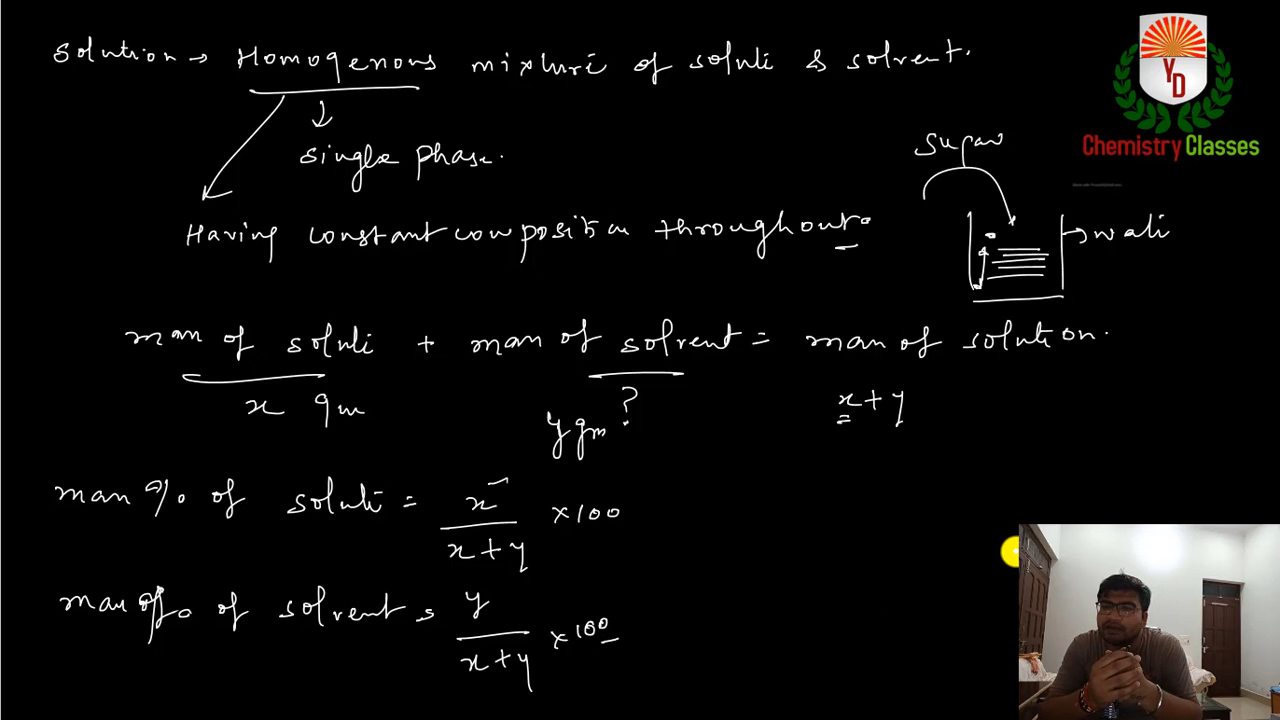 Solution → Homogenous mixture of solute & solvent.
YD
Chemistry Classes
single phase.
Sugar
Having constant composition throughout.
→ water
mass of solute + mass of solvent = mass of solution.
x gm
y gm ?
x + y
mass % of solute = x / x + y × 100
mass % of solvent = y / x + y × 100